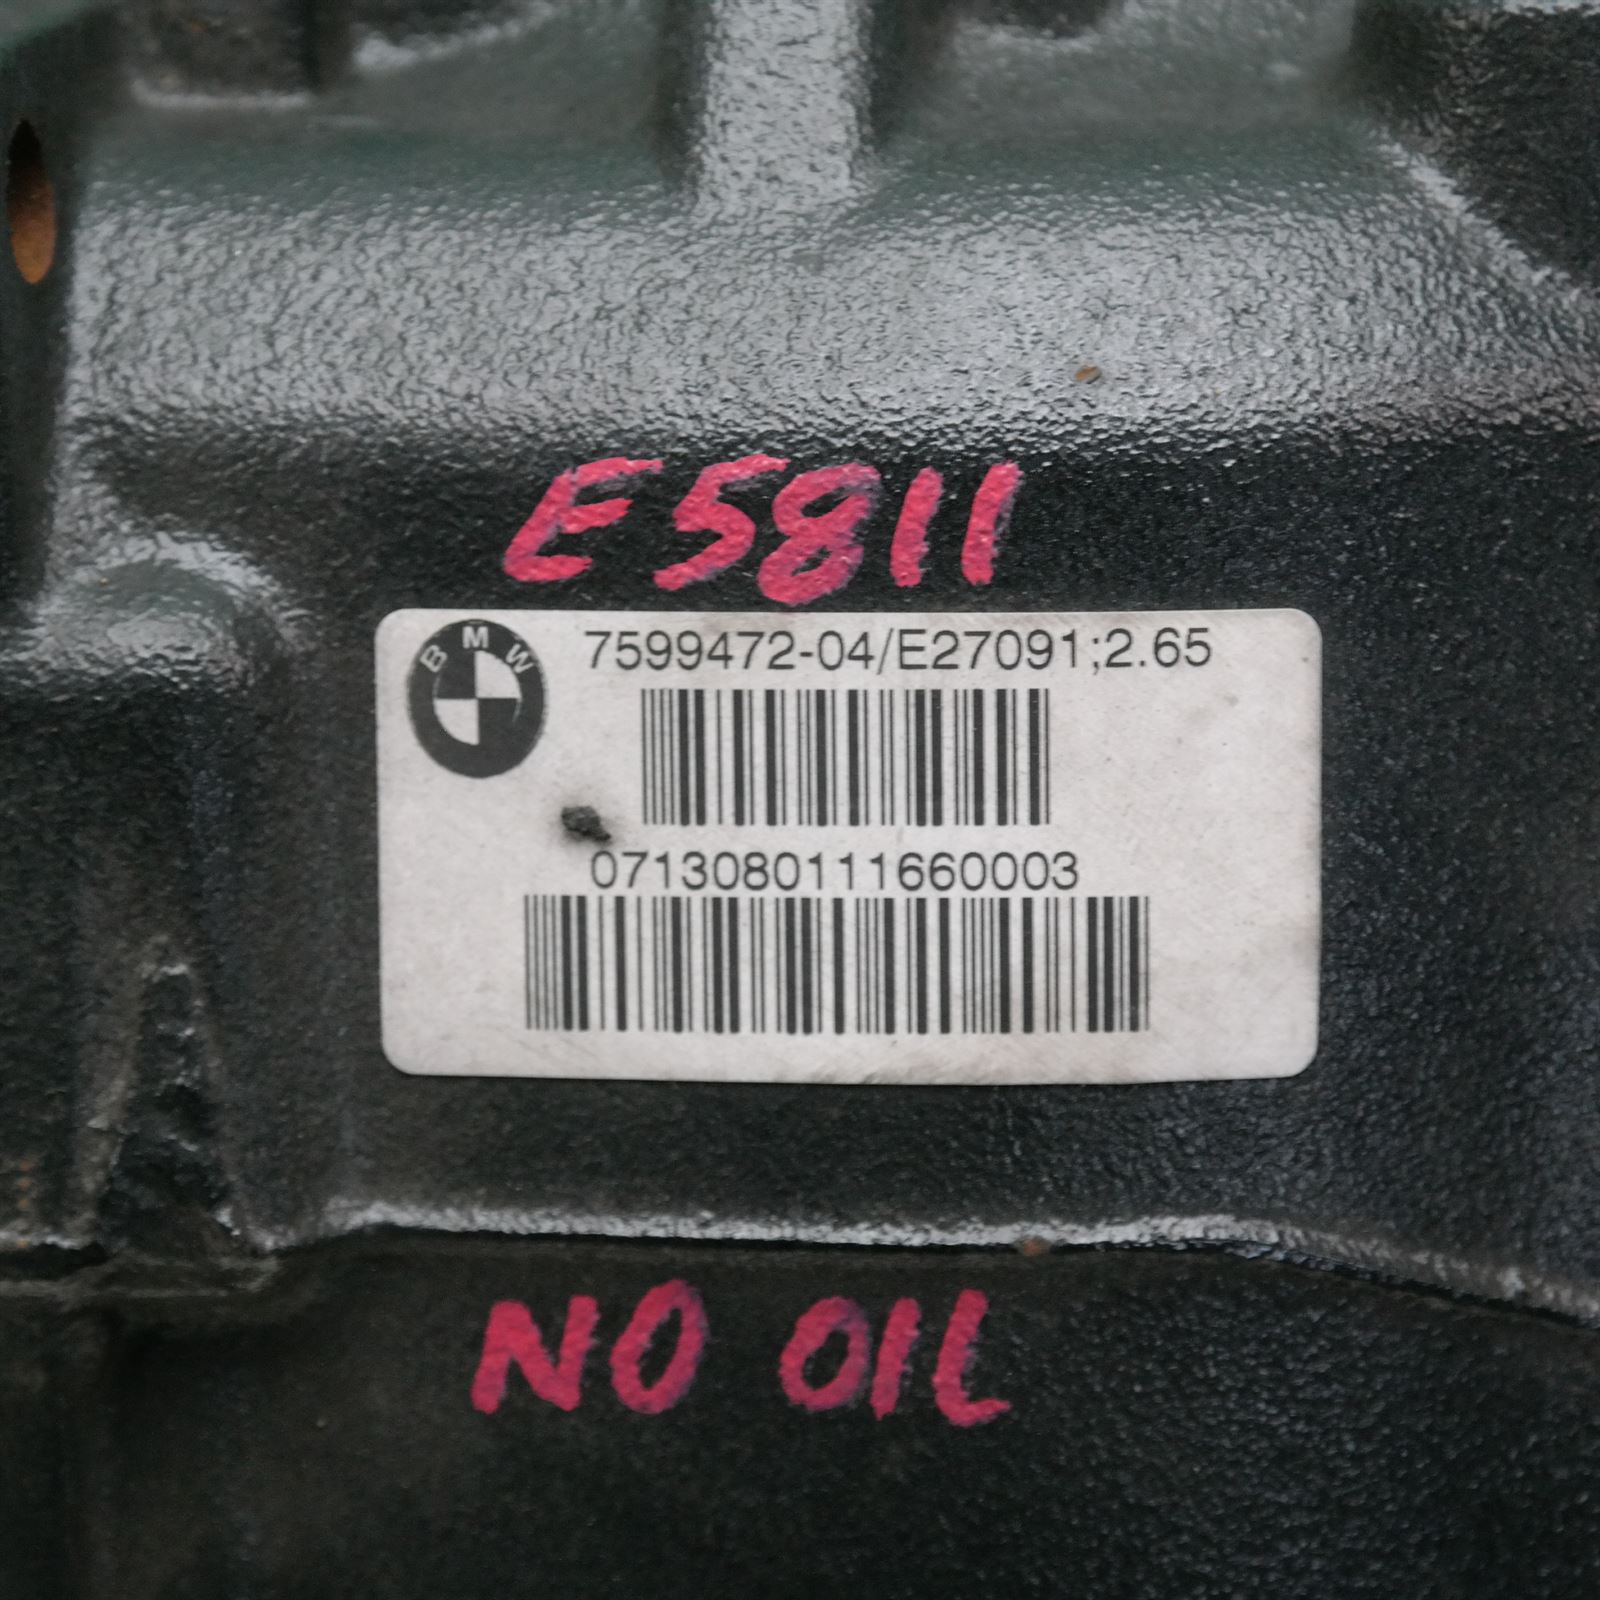 E5811
BMW
7599472-04/E27091;2.65
0713080111660003
NO OIL